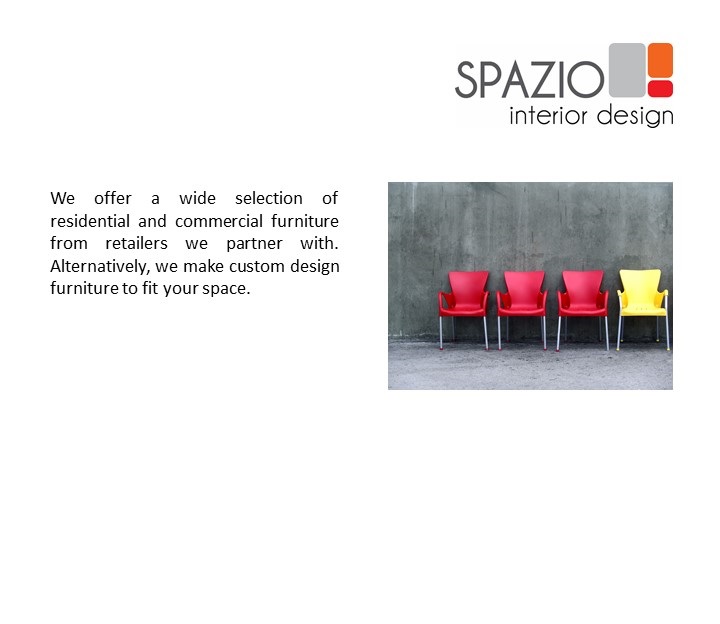 SPAZIO
interior design
We offer a wide selection of
residential and commercial furniture
from retailers we partner with.
Alternatively, we make custom design
furniture to fit your space.